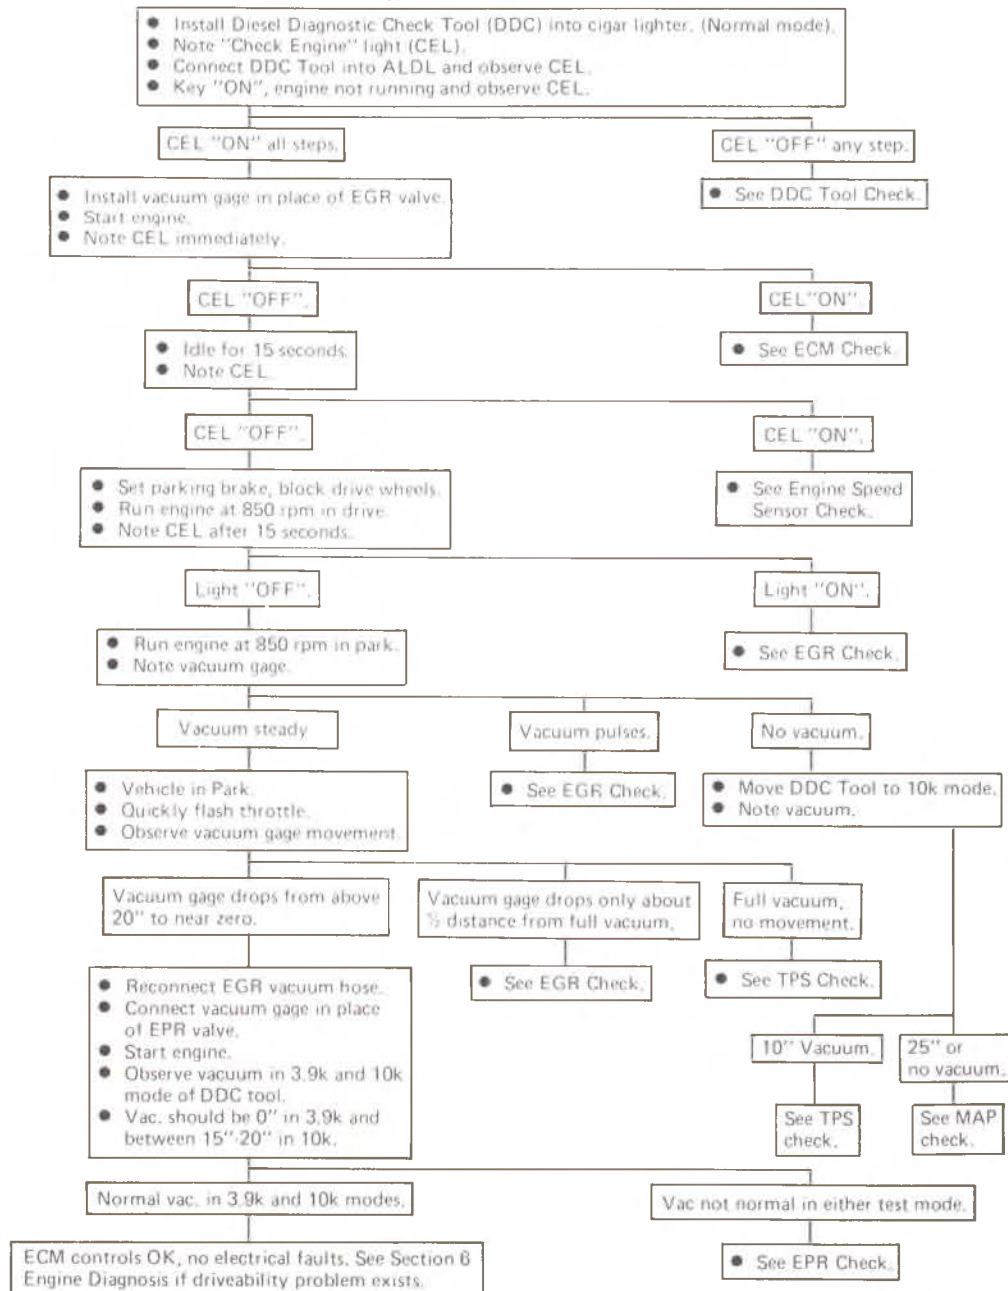 ● Install Diesel Diagnostic Check Tool (DDC) into cigar lighter. (Normal mode).
● Note "Check Engine" light (CEL).
● Connect DDC Tool into ALDL and observe CEL.
● Key "ON", engine not running and observe CEL.
CEL "ON" all steps.
CEL "OFF" any step.
● Install vacuum gage in place of EGR valve.
● Start engine.
● Note CEL immediately.
● See DDC Tool Check.
CEL "OFF".
CEL"ON".
● Idle for 15 seconds.
● Note CEL.
● See ECM Check.
CEL "OFF".
CEL "ON".
● Set parking brake, block drive wheels.
● Run engine at 850 rpm in drive.
● Note CEL after 15 seconds.
● See Engine Speed
Sensor Check.
Light "OFF".
Light "ON".
● Run engine at 850 rpm in park.
● Note vacuum gage.
● See EGR Check.
Vacuum steady
Vacuum pulses.
No vacuum.
● Vehicle in Park.
● Quickly flash throttle.
● Observe vacuum gage movement.
● See EGR Check.
● Move DDC Tool to 10k mode.
● Note vacuum.
Vacuum gage drops from above
20" to near zero.
Vacuum gage drops only about
½ distance from full vacuum.
Full vacuum,
no movement.
● Reconnect EGR vacuum hose.
● Connect vacuum gage in place
of EPR valve.
● Start engine.
● Observe vacuum in 3.9k and 10k
mode of DDC tool.
● Vac. should be 0" in 3.9k and
between 15"-20" in 10k.
● See EGR Check.
● See TPS Check.
10" Vacuum.
25" or
no vacuum.
See TPS
check.
See MAP
check.
Normal vac. in 3.9k and 10k modes.
Vac not normal in either test mode.
ECM controls OK, no electrical faults. See Section 6
Engine Diagnosis if driveability problem exists.
● See EPR Check.